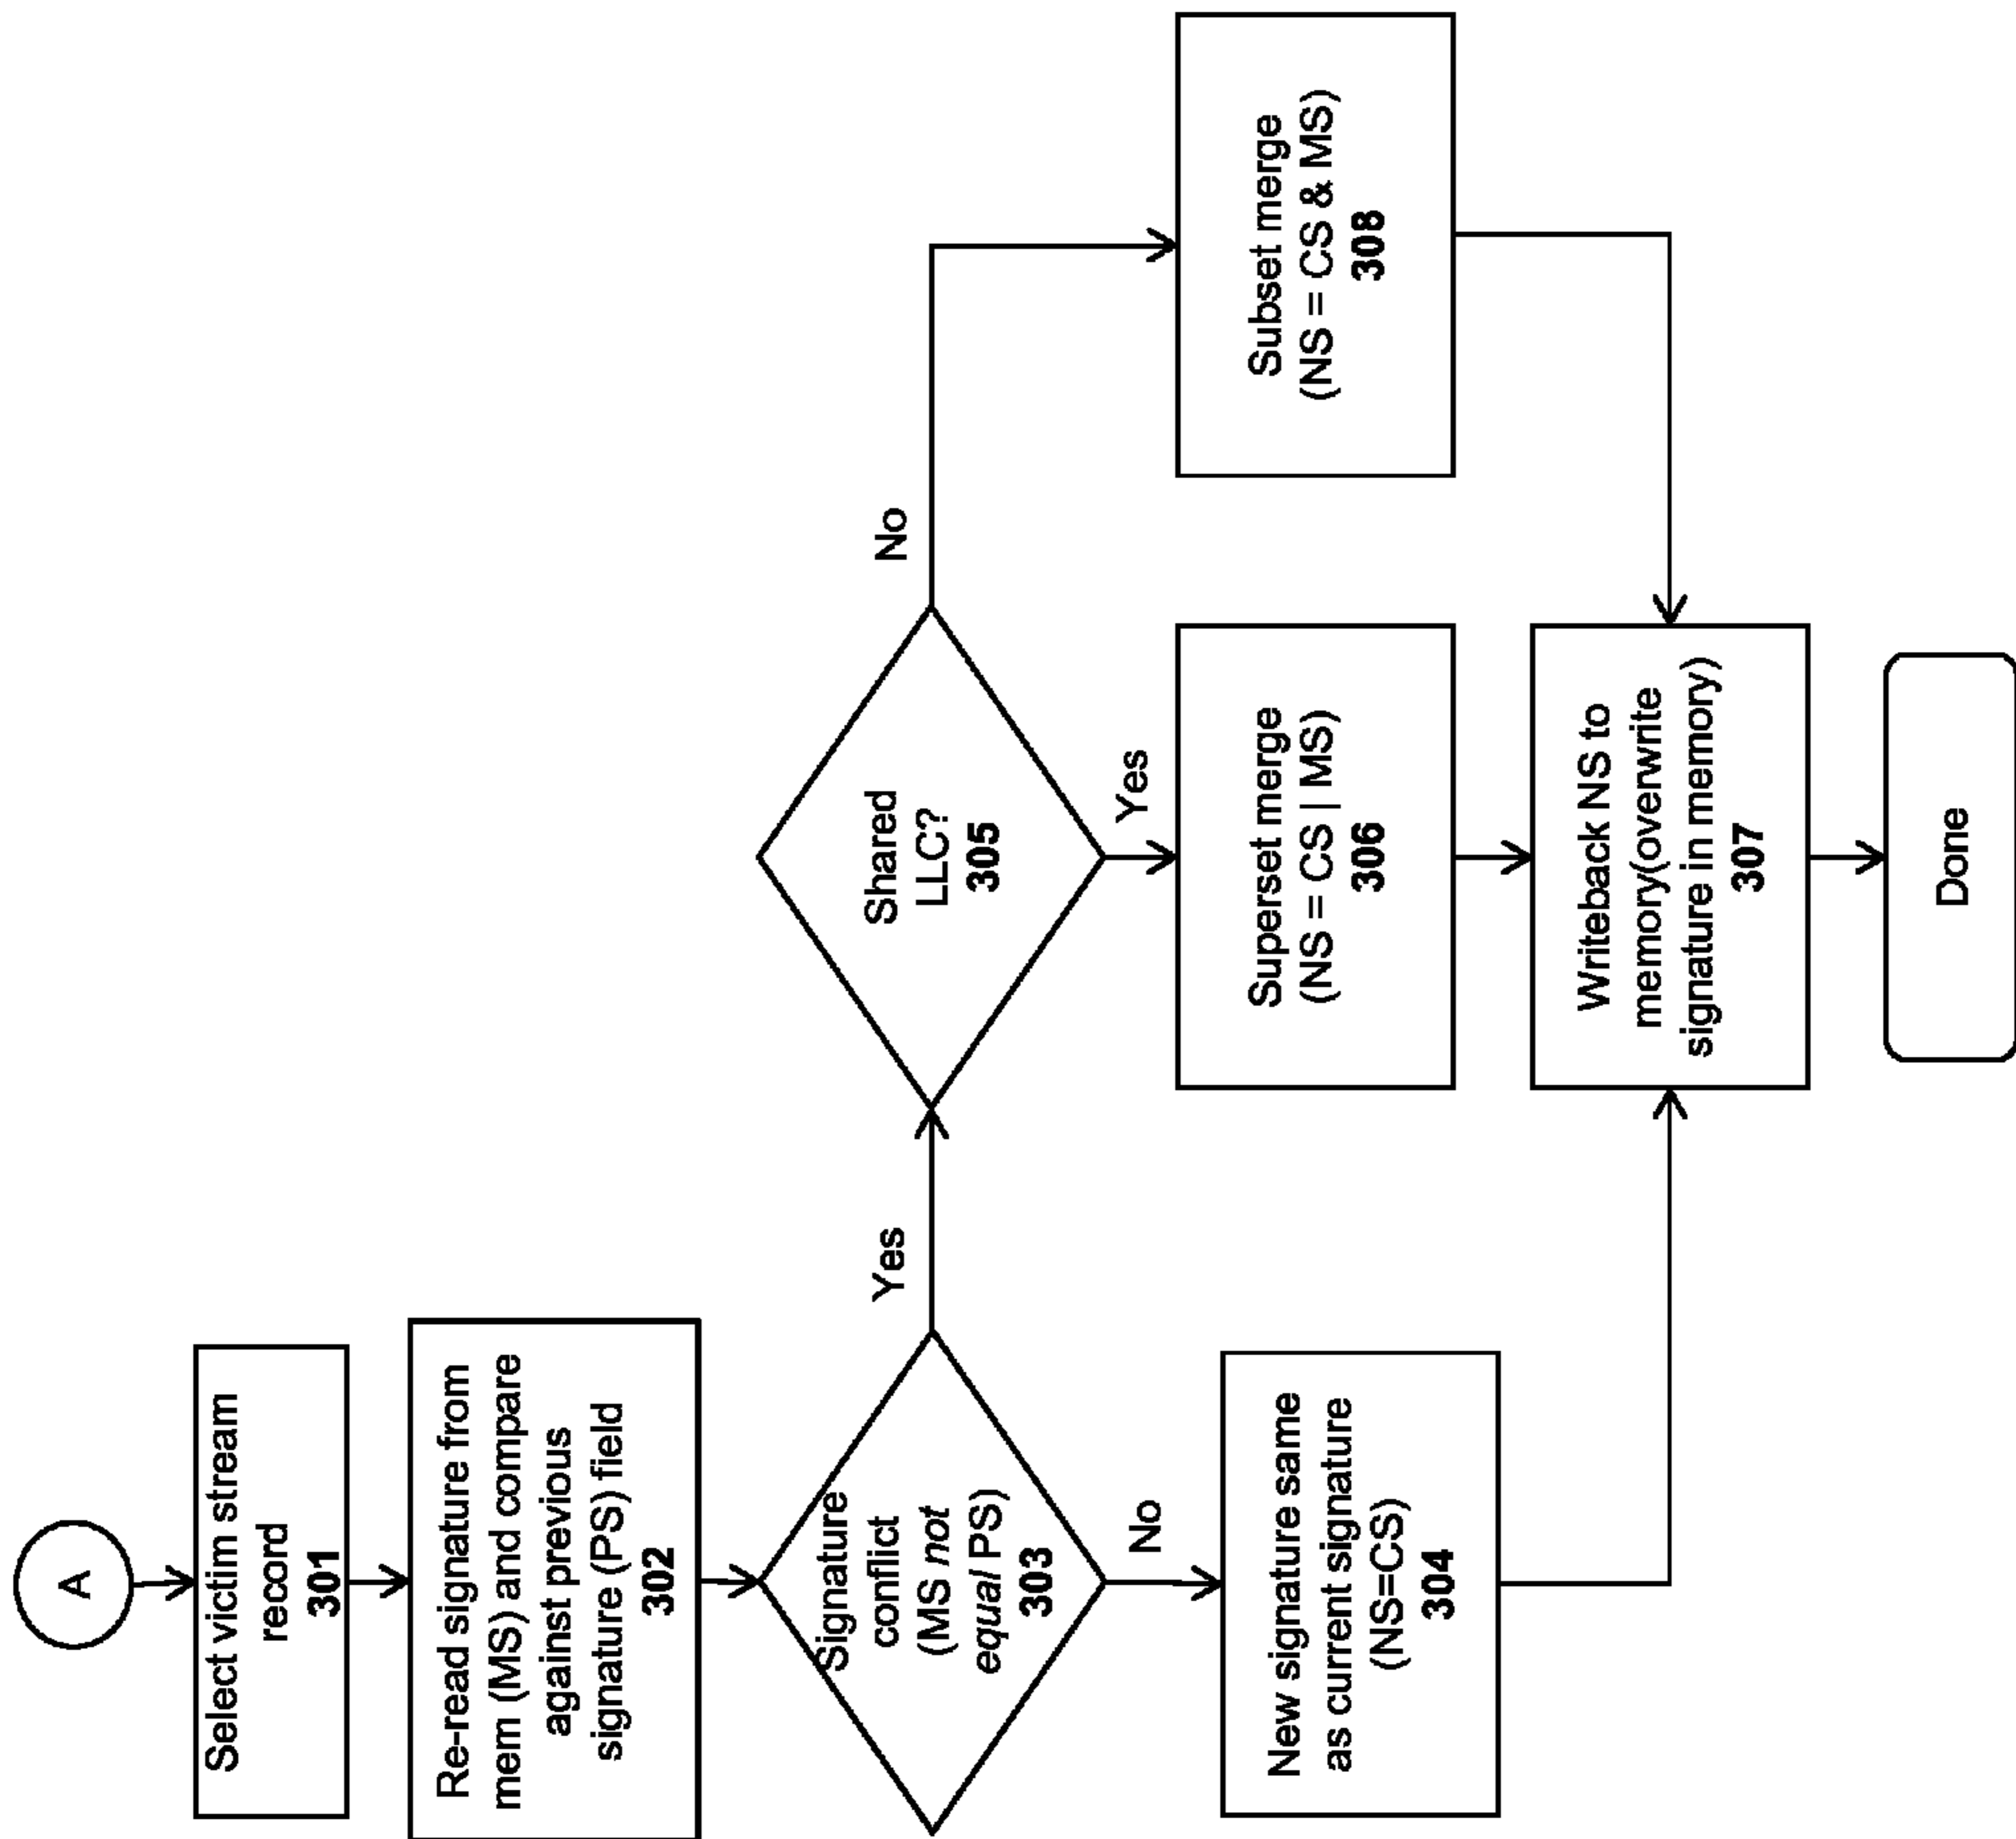 A
Select victim stream
record
301
Re-read signature from
mem (MS) and compare
against previous
signature (PS) field
302
Signature
conflict
(MS not
equal PS)
303
Yes
No
New signature same
as current signature
(NS=CS)
304
Shared
LLC?
305
No
Yes
Superset merge
(NS = CS | MS)
306
Subset merge
(NS = CS & MS)
308
Writeback NS to
memory(overwrite
signature in memory)
307
Done